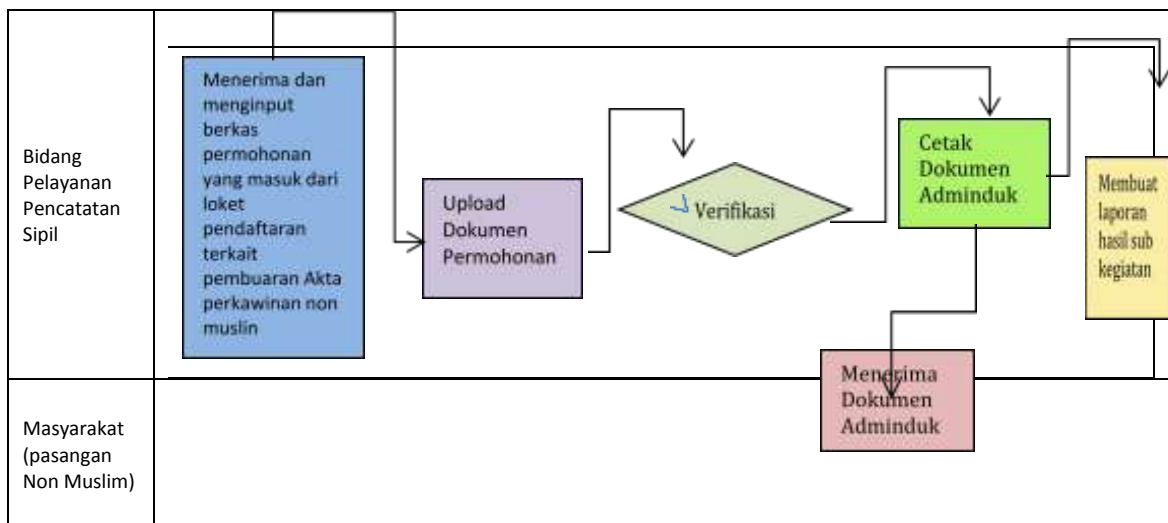 Bidang
Pelayanan
Pencatatan
Sipil
Menerima dan
menginput
berkas
permohonan
yang masuk dari
loket
pendaftaran
terkait
pembuaran Akta
perkawinan non
muslin
Upload
Dokumen
Permohonan
Verifikasi
Cetak
Dokumen
Adminduk
Membuat
laporan
hasil sub
kegiatan
Masyarakat
(pasangan
Non Muslim)
Menerima
Dokumen
Adminduk